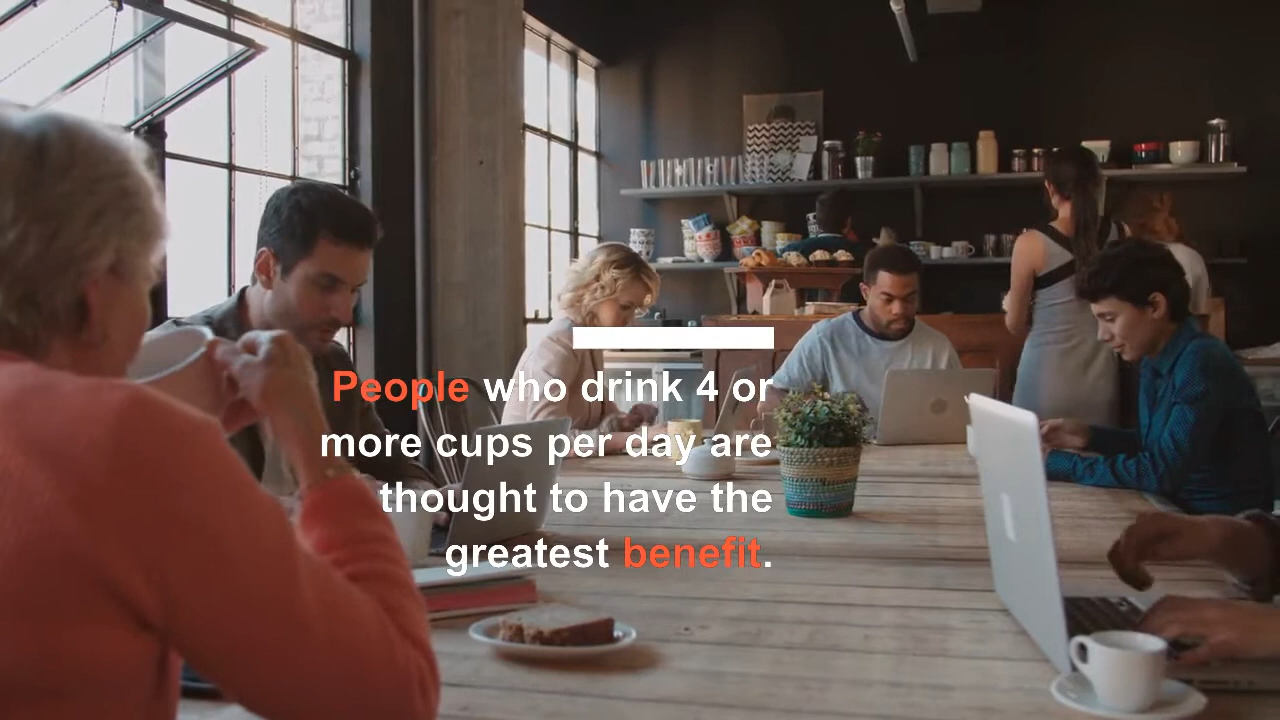 People who drink 4 or
more cups per day are
thought to have the
greatest benefit.